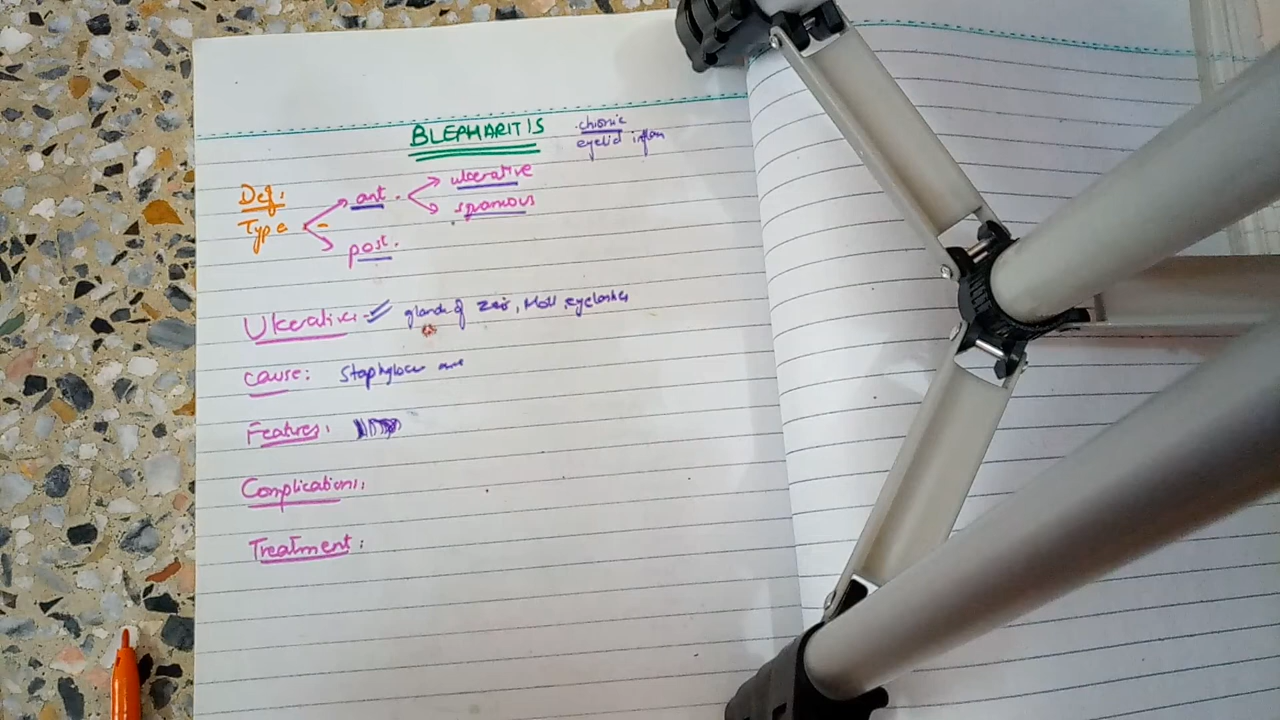 BLEPHARITIS chronic
eyelid inflam
Def:
Type ant. ulcerative
squamous
post.
Ulcerative:- glands of Zeis, Moll, eyelashes
cause: Staphylococ
Features:
Complications:
Treatment: